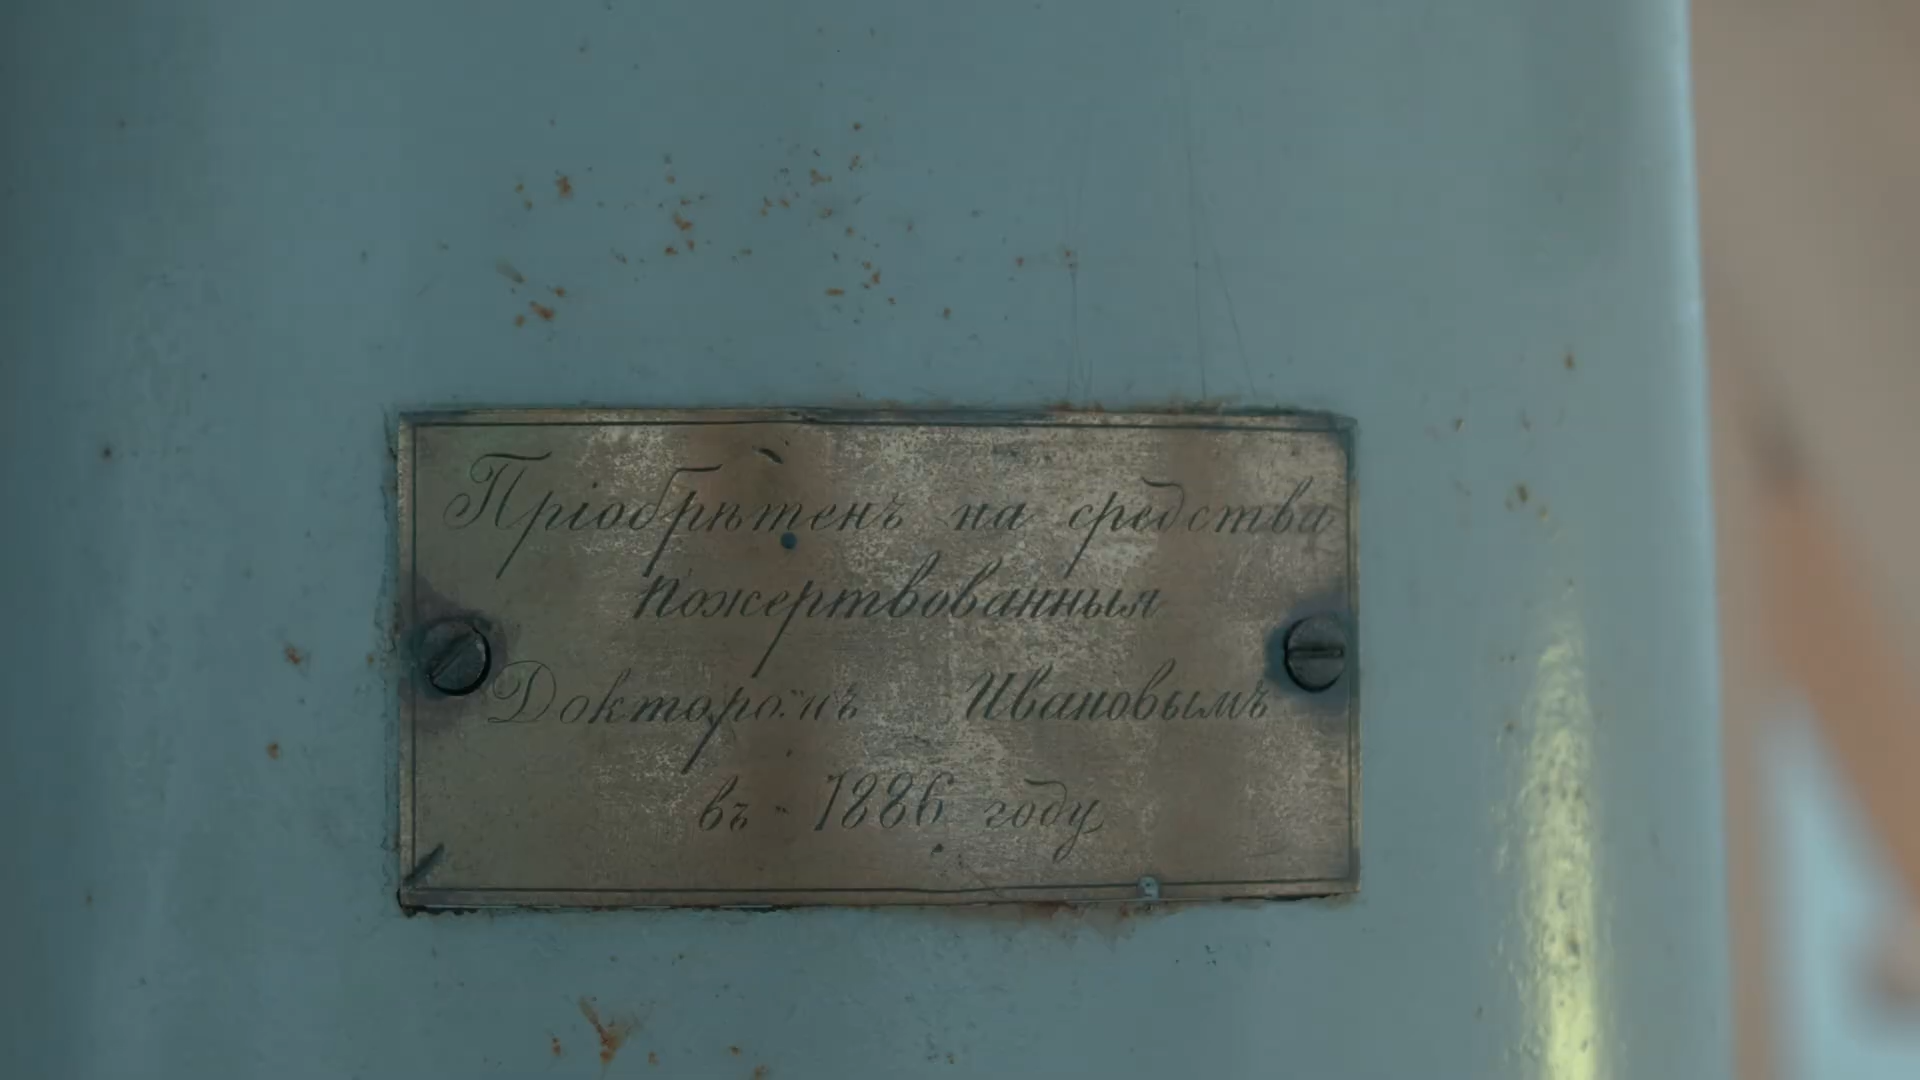 Пріобрѣтенъ на средства
пожертвованныя
Докторомъ Ивановымъ
въ 1886 году